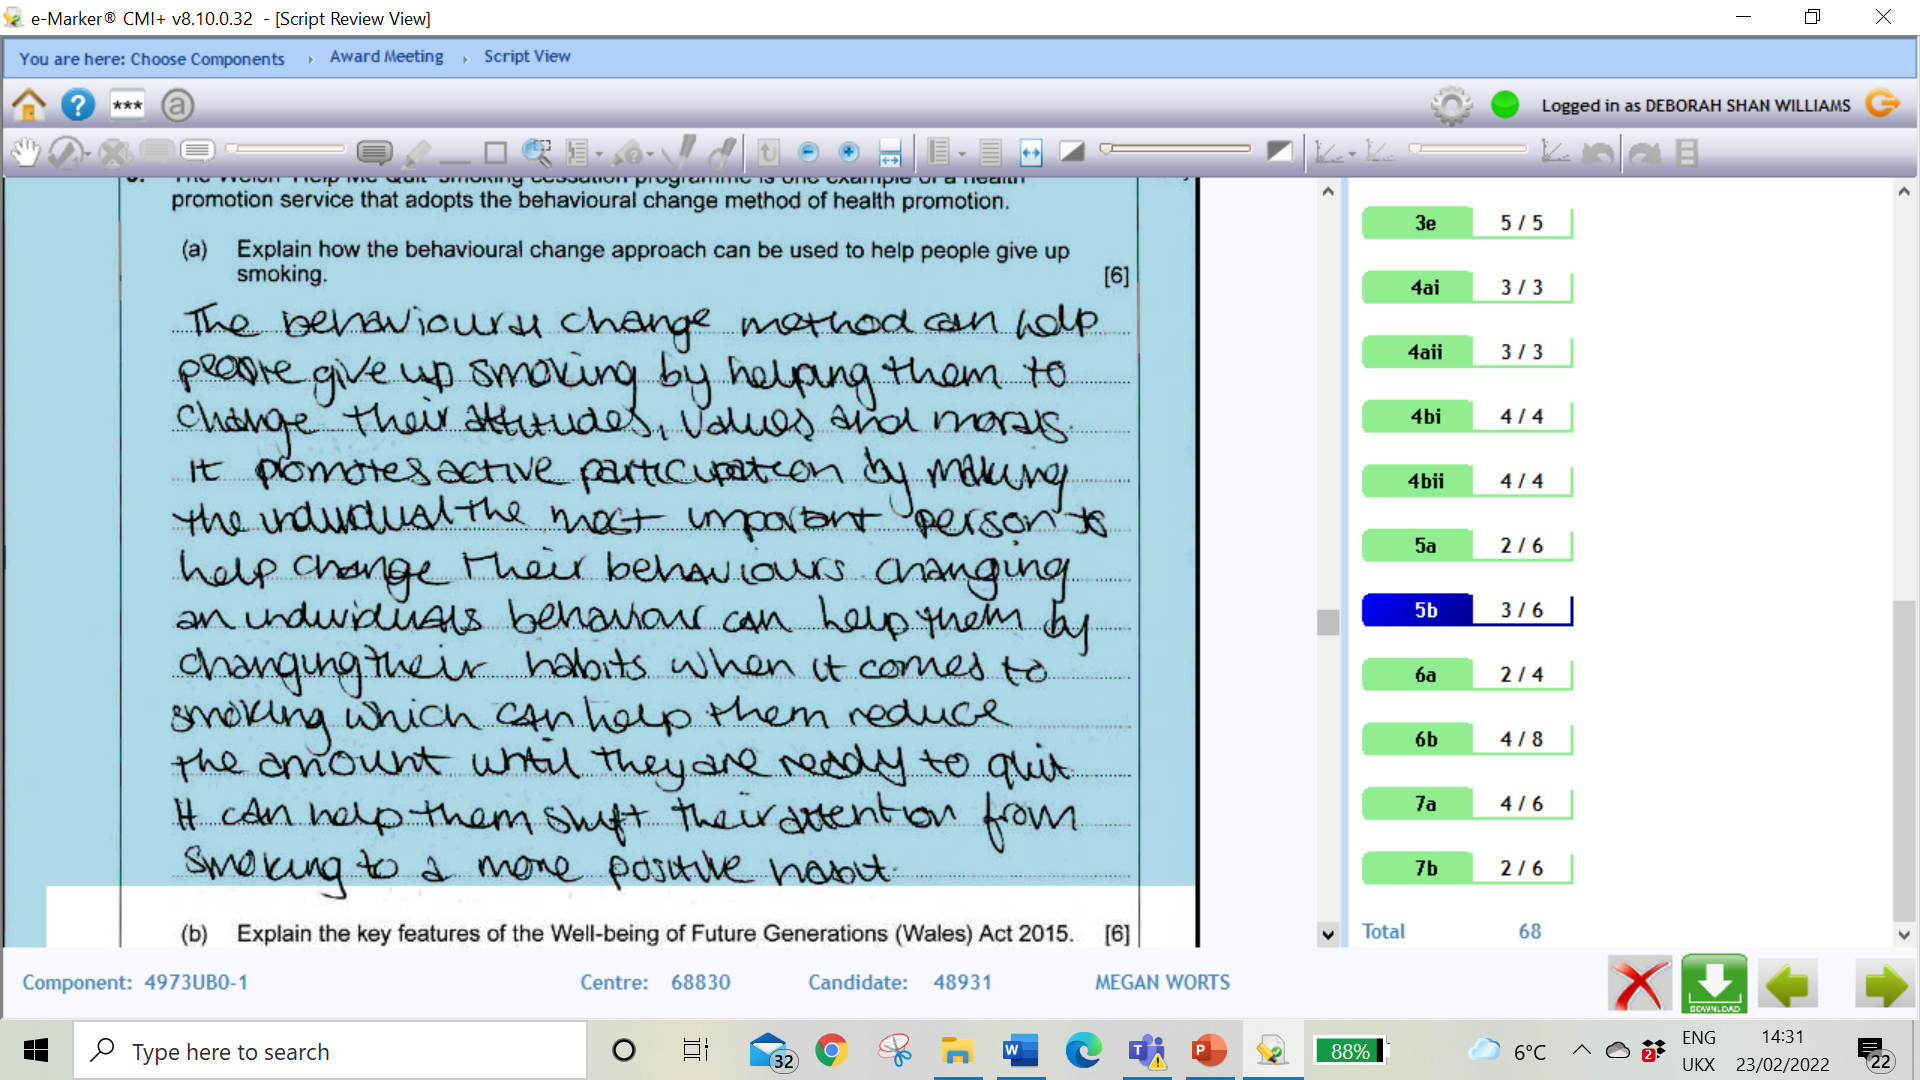 e-Marker® CMI+ v8.10.0.32 - [Script Review View]
You are here: Choose Components › Award Meeting › Script View
? *** a
Logged in as DEBORAH SHAN WILLIAMS
promotion service that adopts the behavioural change method of health promotion.
(a) Explain how the behavioural change approach can be used to help people give up
smoking. [6]
The behaviour change method can help
people give up smoking by helping them to
change their attitudes, values and morals.
It promotes active participation by making
the individual the most important person to
help change their behaviours. changing
an individuals behaviour can help them by
changing their habits when it comes to
smoking which can help them reduce
the amount until they are ready to quit.
It can help them shift their attention from
smoking to a more positive habit.
(b) Explain the key features of the Well-being of Future Generations (Wales) Act 2015. [6]
3e 5 / 5
4ai 3 / 3
4aii 3 / 3
4bi 4 / 4
4bii 4 / 4
5a 2 / 6
5b 3 / 6
6a 2 / 4
6b 4 / 8
7a 4 / 6
7b 2 / 6
Total 68
Component: 4973UB0-1 Centre: 68830 Candidate: 48931 MEGAN WORTS
DOWNLOAD
Type here to search
32
88%
6°C
2
ENG
UKX
14:31
23/02/2022
22